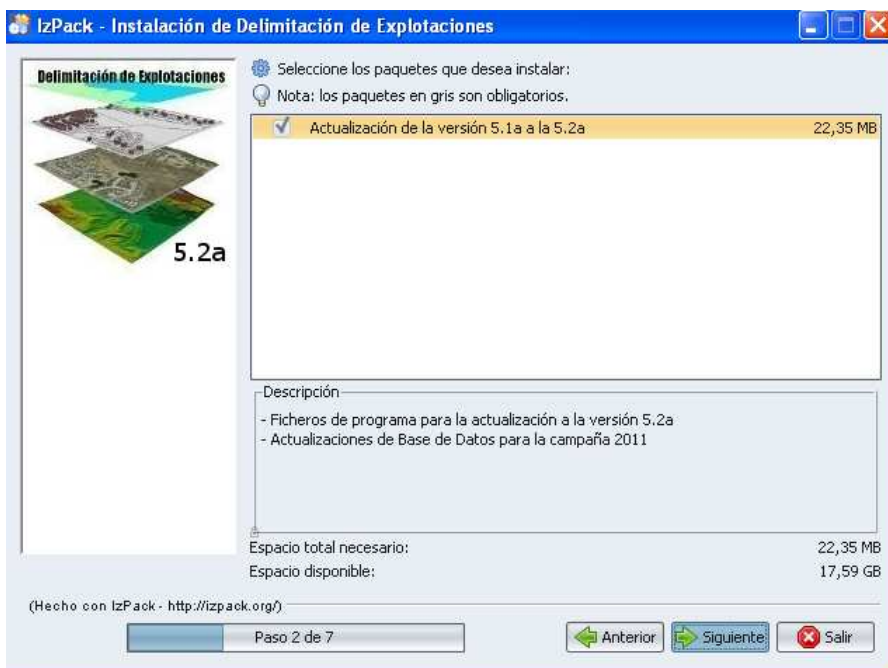 IzPack - Instalación de Delimitación de Explotaciones
Delimitación de Explotaciones
5.2a
Seleccione los paquetes que desea instalar:
Nota: los paquetes en gris son obligatorios.
Actualización de la versión 5.1a a la 5.2a 22,35 MB
Descripción
- Ficheros de programa para la actualización a la versión 5.2a
- Actualizaciones de Base de Datos para la campaña 2011
Espacio total necesario: 22,35 MB
Espacio disponible: 17,59 GB
(Hecho con IzPack - http://izpack.org/)
Paso 2 de 7 Anterior Siguiente Salir